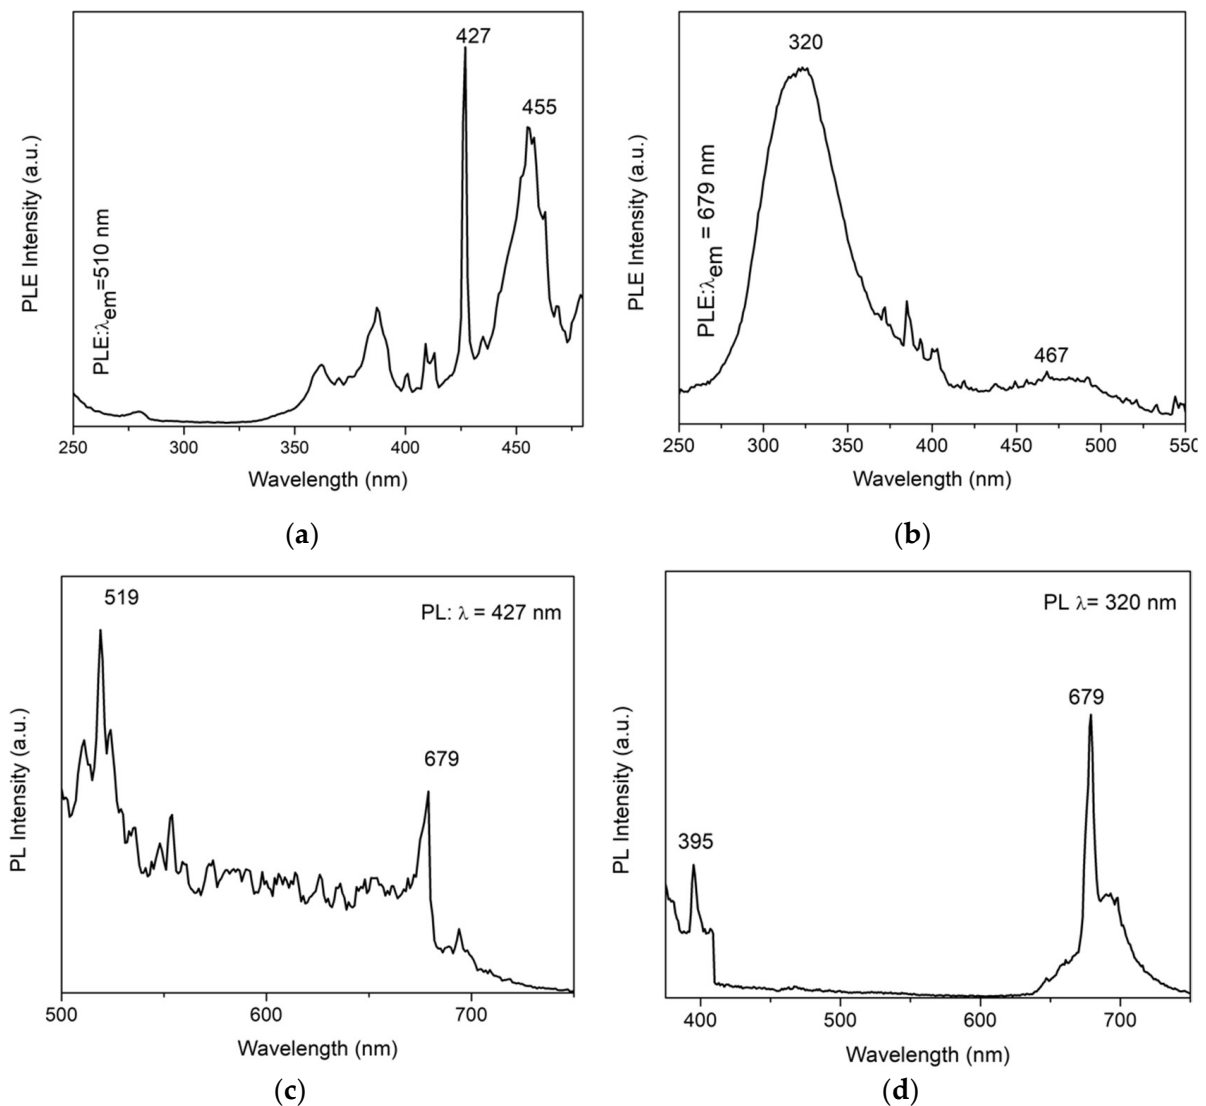 427
455
PLE Intensity (a.u.)
PLE:λem=510 nm
250 300 350 400 450
Wavelength (nm)
(a)
320
467
PLE Intensity (a.u.)
PLE:λem = 679 nm
250 300 350 400 450 500 550
Wavelength (nm)
(b)
519
PL: λ = 427 nm
679
PL Intensity (a.u.)
500 600 700
Wavelength (nm)
(c)
PL λ= 320 nm
679
395
PL Intensity (a.u.)
400 500 600 700
Wavelength (nm)
(d)